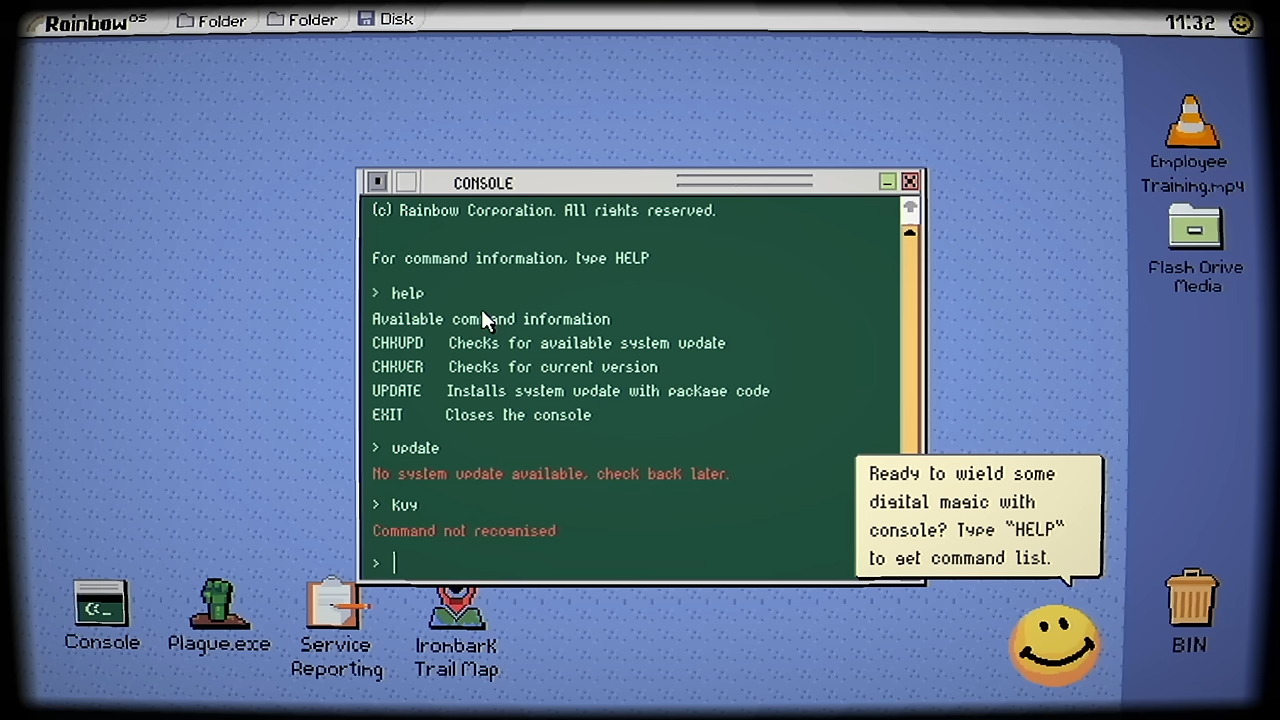 RainbowOS
Folder
Folder
Disk
11:32
Employee
Training.mp4
Flash Drive
Media
CONSOLE
(c) Rainbow Corporation. All rights reserved.
For command information, type HELP
> help
Available command information
CHKUPD Checks for available system update
CHKVER Checks for current version
UPDATE Installs system update with package code
EXIT Closes the console
> update
No system update available, check back later.
> Kuy
Command not recognised
>
Ready to wield some
digital magic with
console? Type "HELP"
to get command list.
Console
Plague.exe
Service
Reporting
Ironbark
Trail Map
BIN